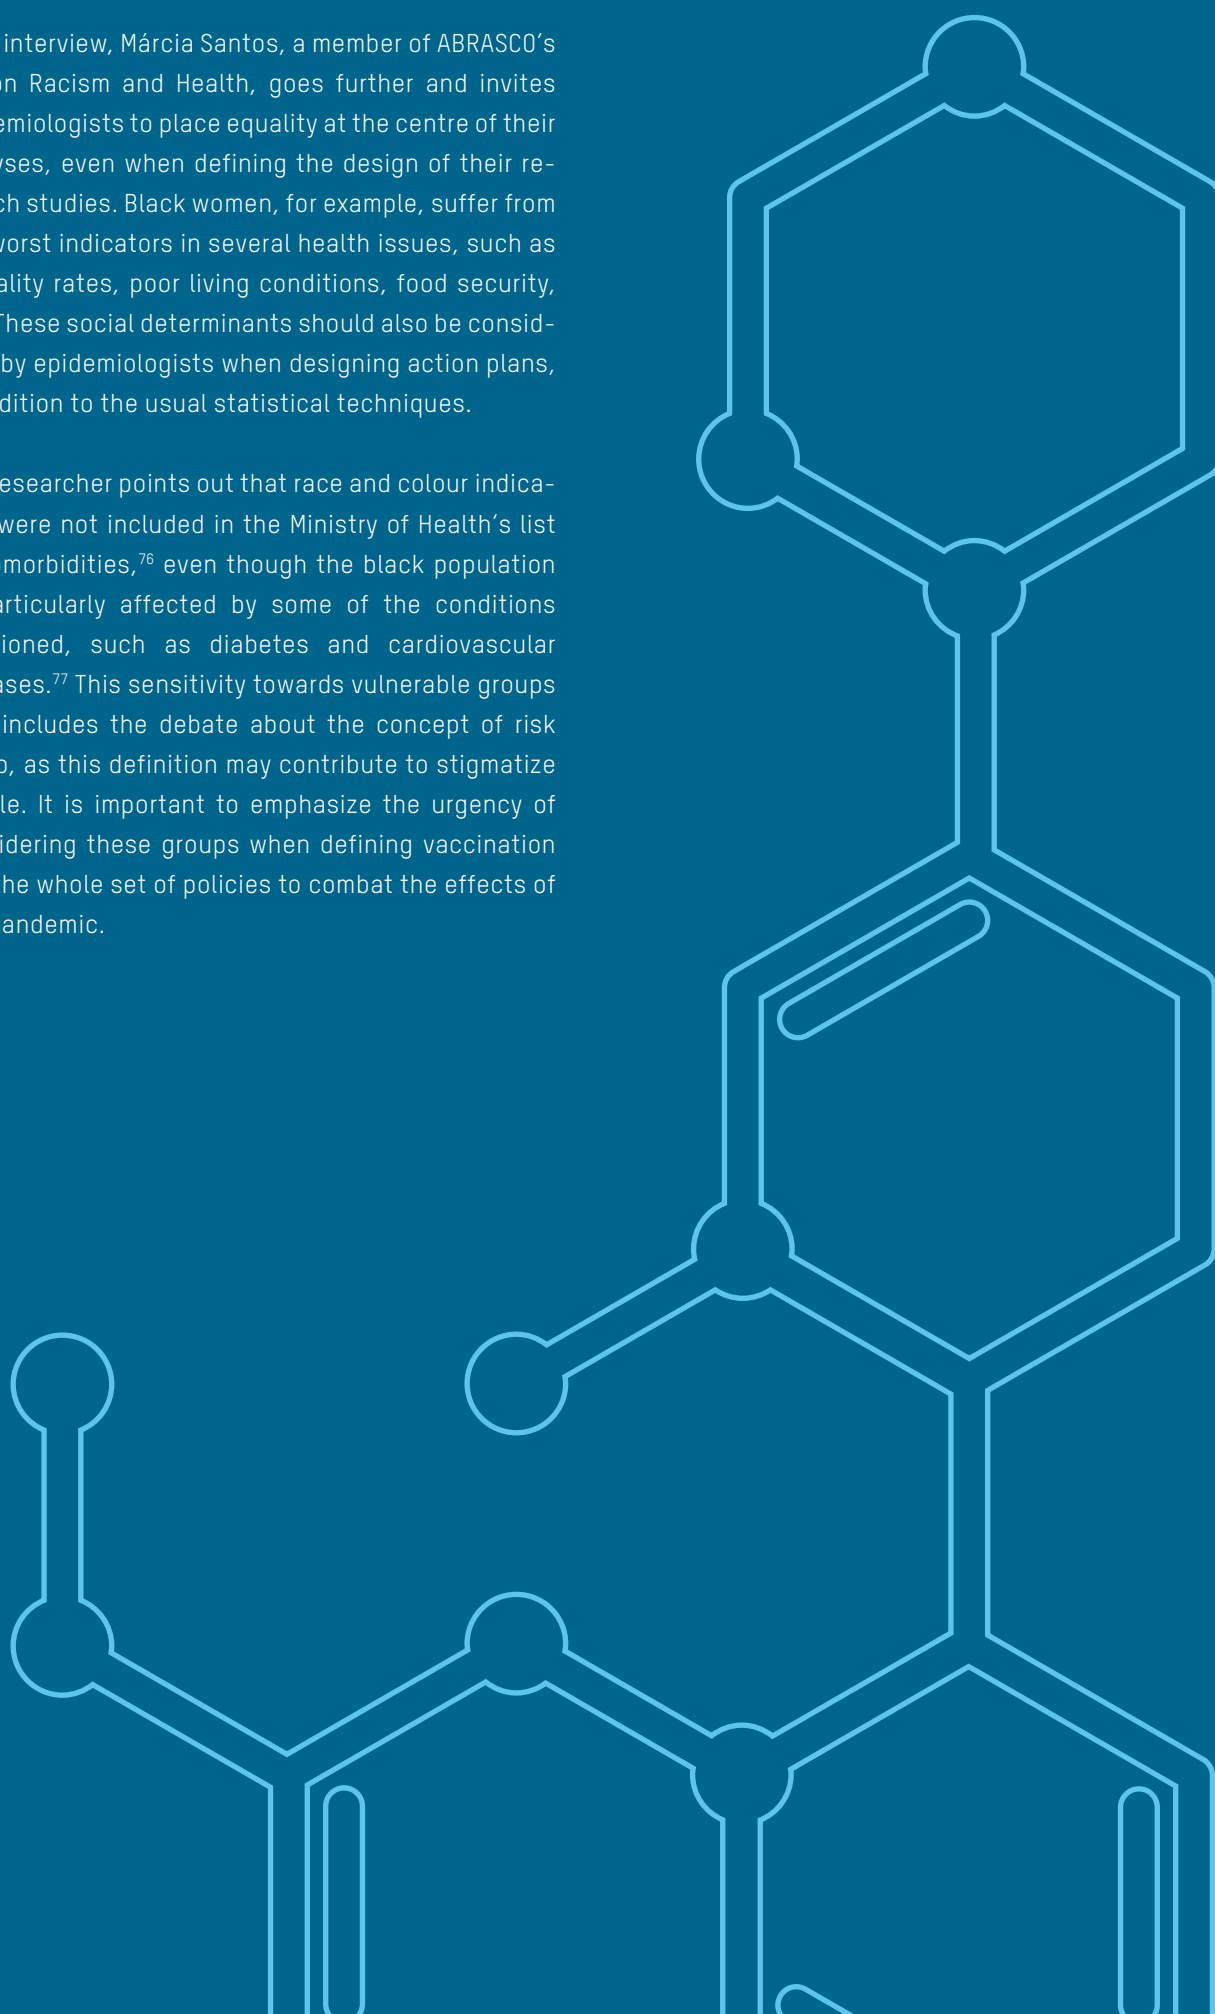 interview, Márcia Santos, a member of ABRASCO's
on Racism and Health, goes further and invites
emiologists to place equality at the centre of their
yses, even when defining the design of their re-
ch studies. Black women, for example, suffer from
worst indicators in several health issues, such as
ality rates, poor living conditions, food security,
These social determinants should also be consid-
by epidemiologists when designing action plans,
dition to the usual statistical techniques.
esearcher points out that race and colour indica-
were not included in the Ministry of Health's list
omorbidities,76 even though the black population
articularly affected by some of the conditions
ioned, such as diabetes and cardiovascular
ases.77 This sensitivity towards vulnerable groups
includes the debate about the concept of risk
p, as this definition may contribute to stigmatize
le. It is important to emphasize the urgency of
idering these groups when defining vaccination
he whole set of policies to combat the effects of
andemic.